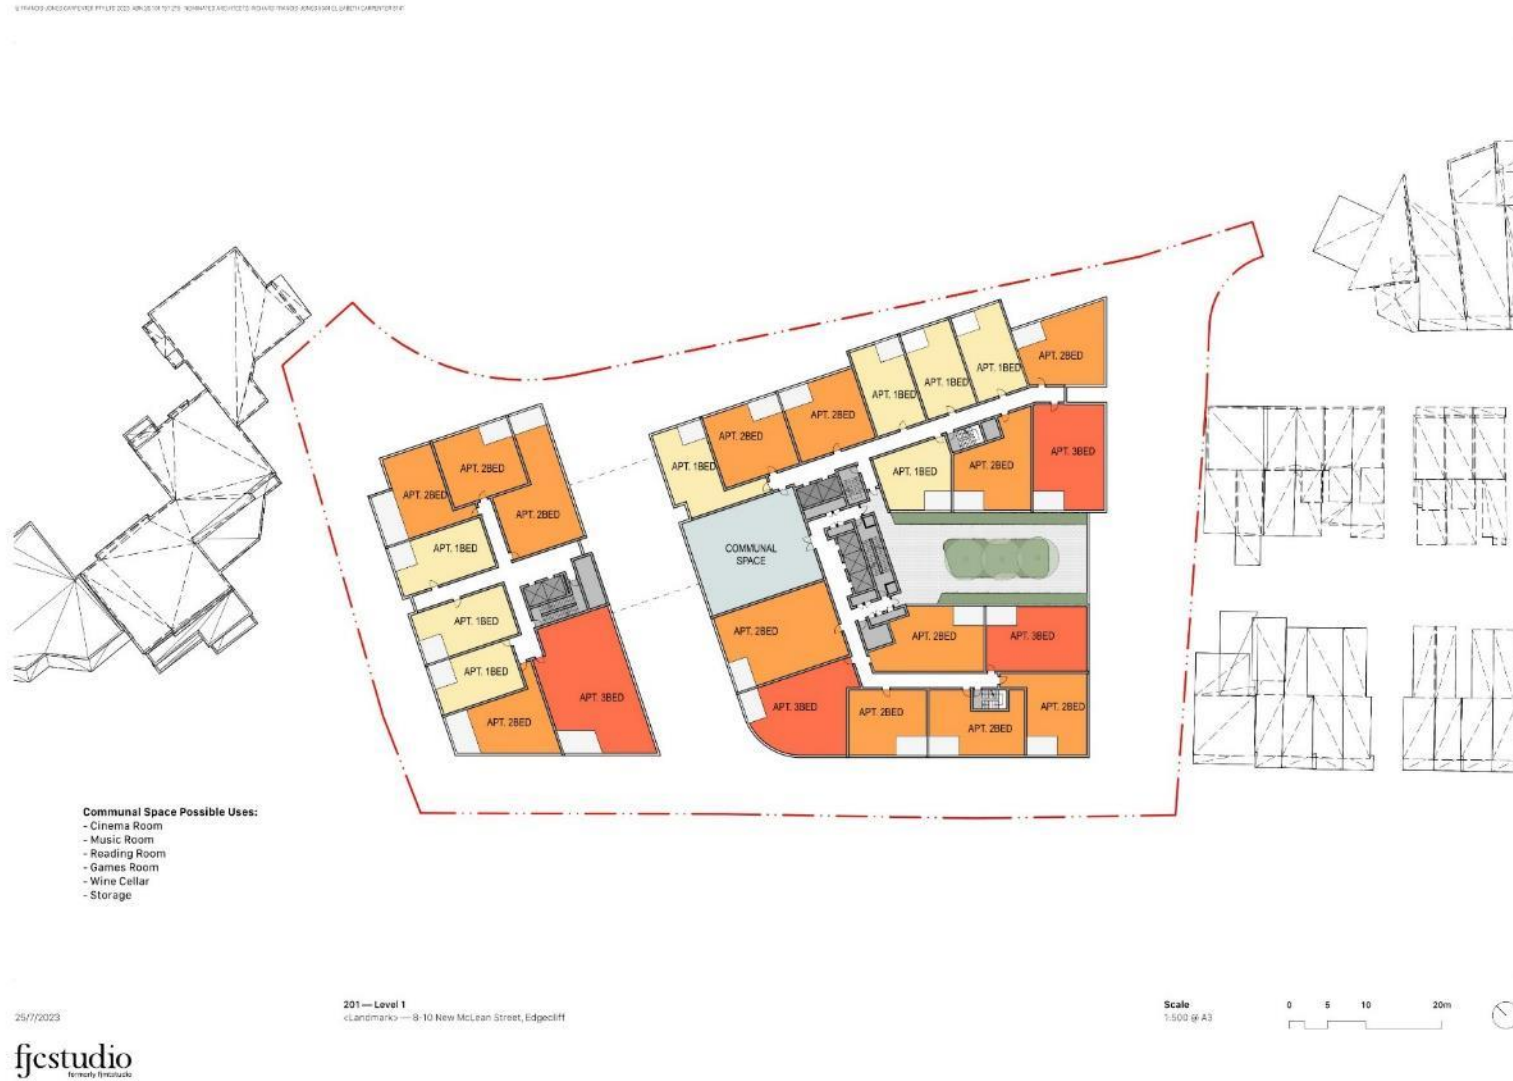 APT. 2BED
APT. 1BED
APT. 1BED
APT. 1BED
APT. 2BED
APT. 2BED
APT. 1BED
APT. 2BED
APT. 3BED
APT. 1BED
APT. 2BED
APT. 2BED
APT. 2BED
APT. 2BED
APT. 1BED
COMMUNAL
SPACE
APT. 1BED
APT. 2BED
APT. 2BED
APT. 3BED
APT. 1BED
APT. 3BED
APT. 3BED
APT. 2BED
APT. 2BED
APT. 2BED
APT. 2BED
Communal Space Possible Uses:
- Cinema Room
- Music Room
- Reading Room
- Games Room
- Wine Cellar
- Storage
25/7/2023
201 — Level 1
<Landmark> — 8-10 New McLean Street, Edgecliff
Scale
1:500 @ A3
0 5 10 20m
fjcstudio
formerly fjmtstudio